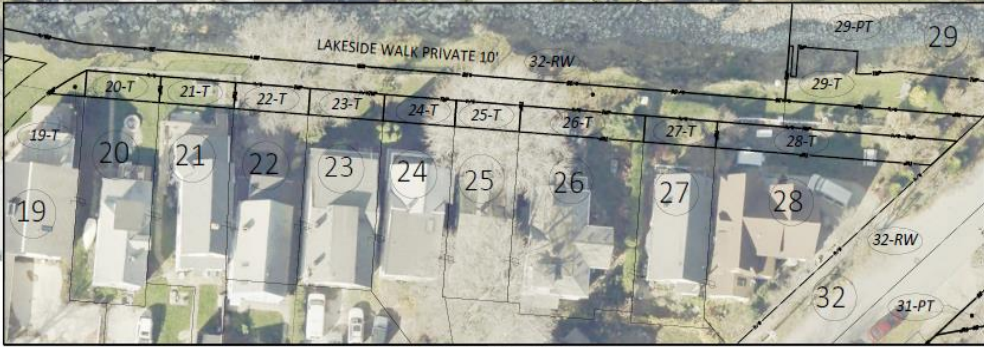 29-PT
29
LAKESIDE WALK PRIVATE 10'
32-RW
29-T
20-T
21-T
22-T
23-T
24-T
25-T
26-T
27-T
28-T
19-T
19
20
21
22
23
24
25
26
27
28
32-RW
32
31-PT